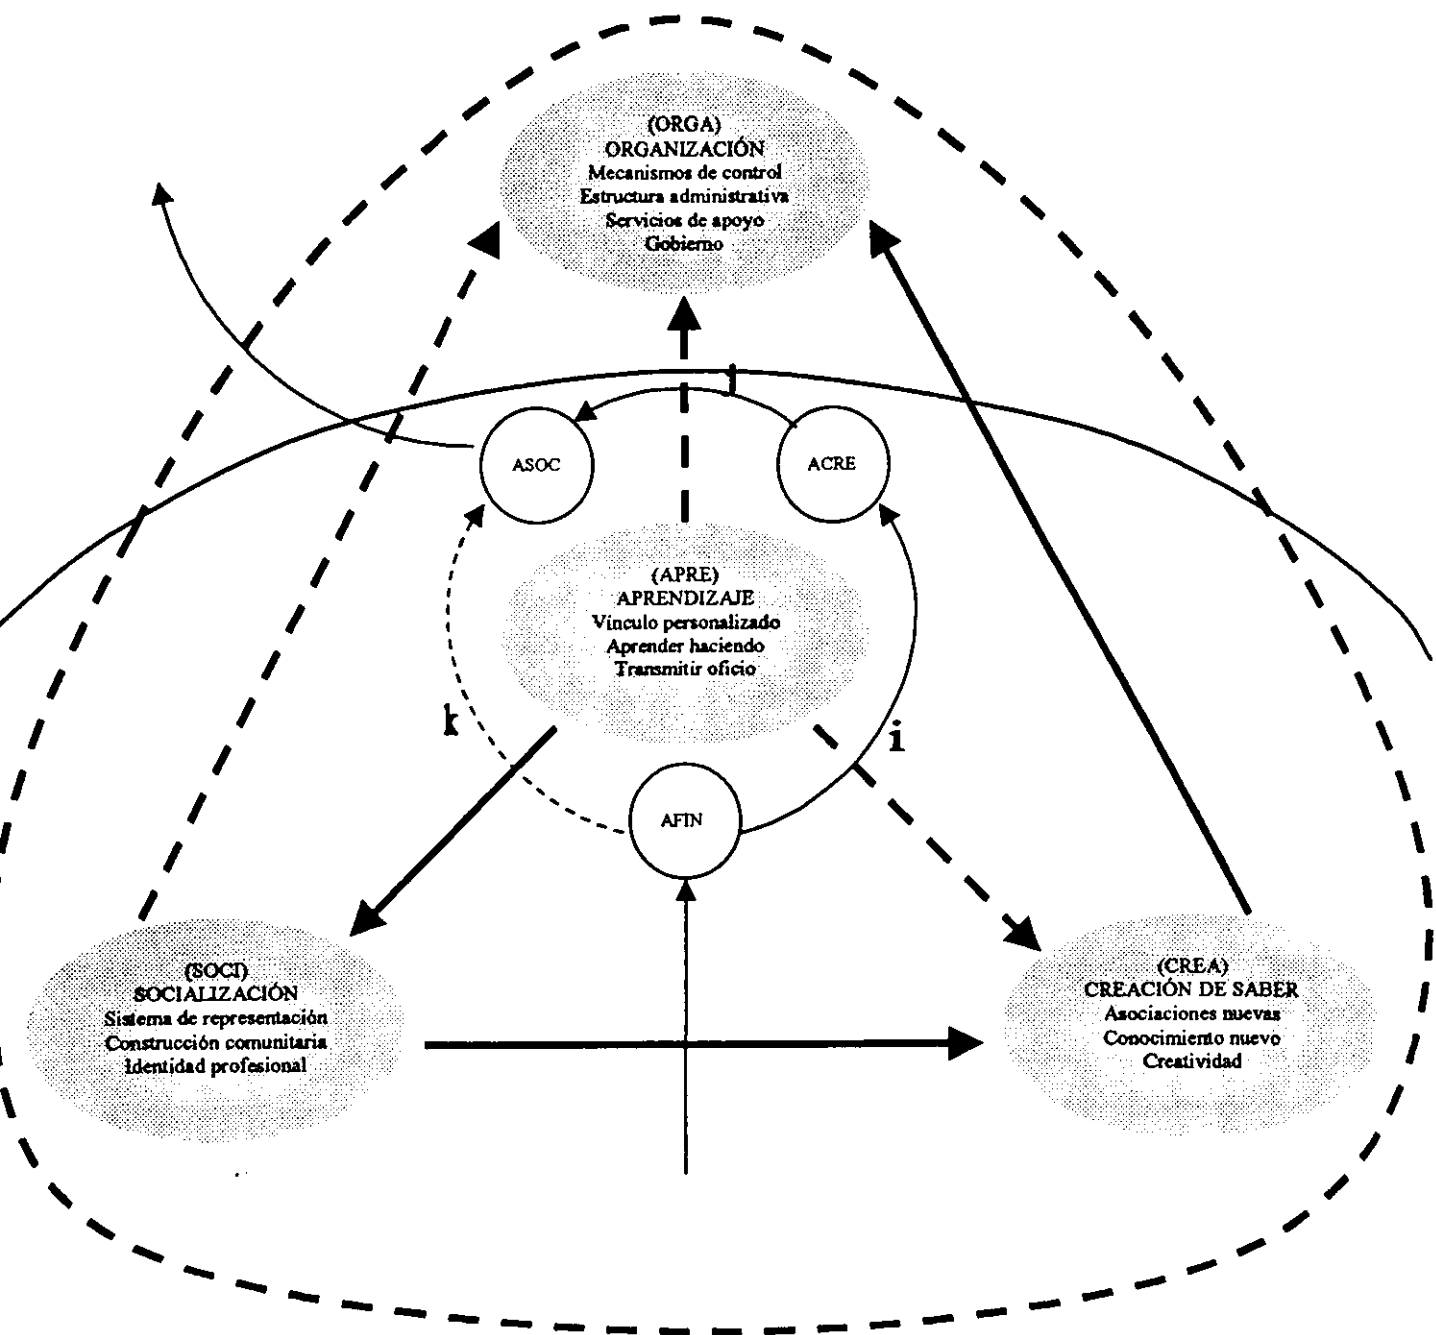 (ORGA)
ORGANIZACIÓN
Mecanismos de control
Estructura administrativa
Servicios de apoyo
Gobierno
j
ASOC
ACRE
(APRE)
APRENDIZAJE
Vínculo personalizado
Aprender haciendo
Transmitir oficio
k
i
AFIN
(SOCI)
SOCIALIZACIÓN
Sistema de representación
Construcción comunitaria
Identidad profesional
(CREA)
CREACIÓN DE SABER
Asociaciones nuevas
Conocimiento nuevo
Creatividad